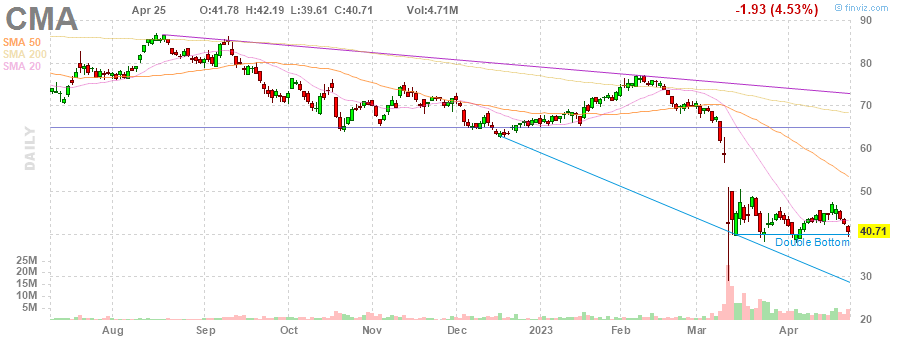 CMA Apr 25 O:41.78 H:42.19 L:39.61 C:40.71 Vol:4.71M -1.93 (4.53%)
© finviz.com
SMA 50
SMA 200
SMA 20
DAILY
90
80
70
60
50
40.71
30
20
Double Bottom
25M
20M
15M
10M
5M
Aug Sep Oct Nov Dec 2023 Feb Mar Apr